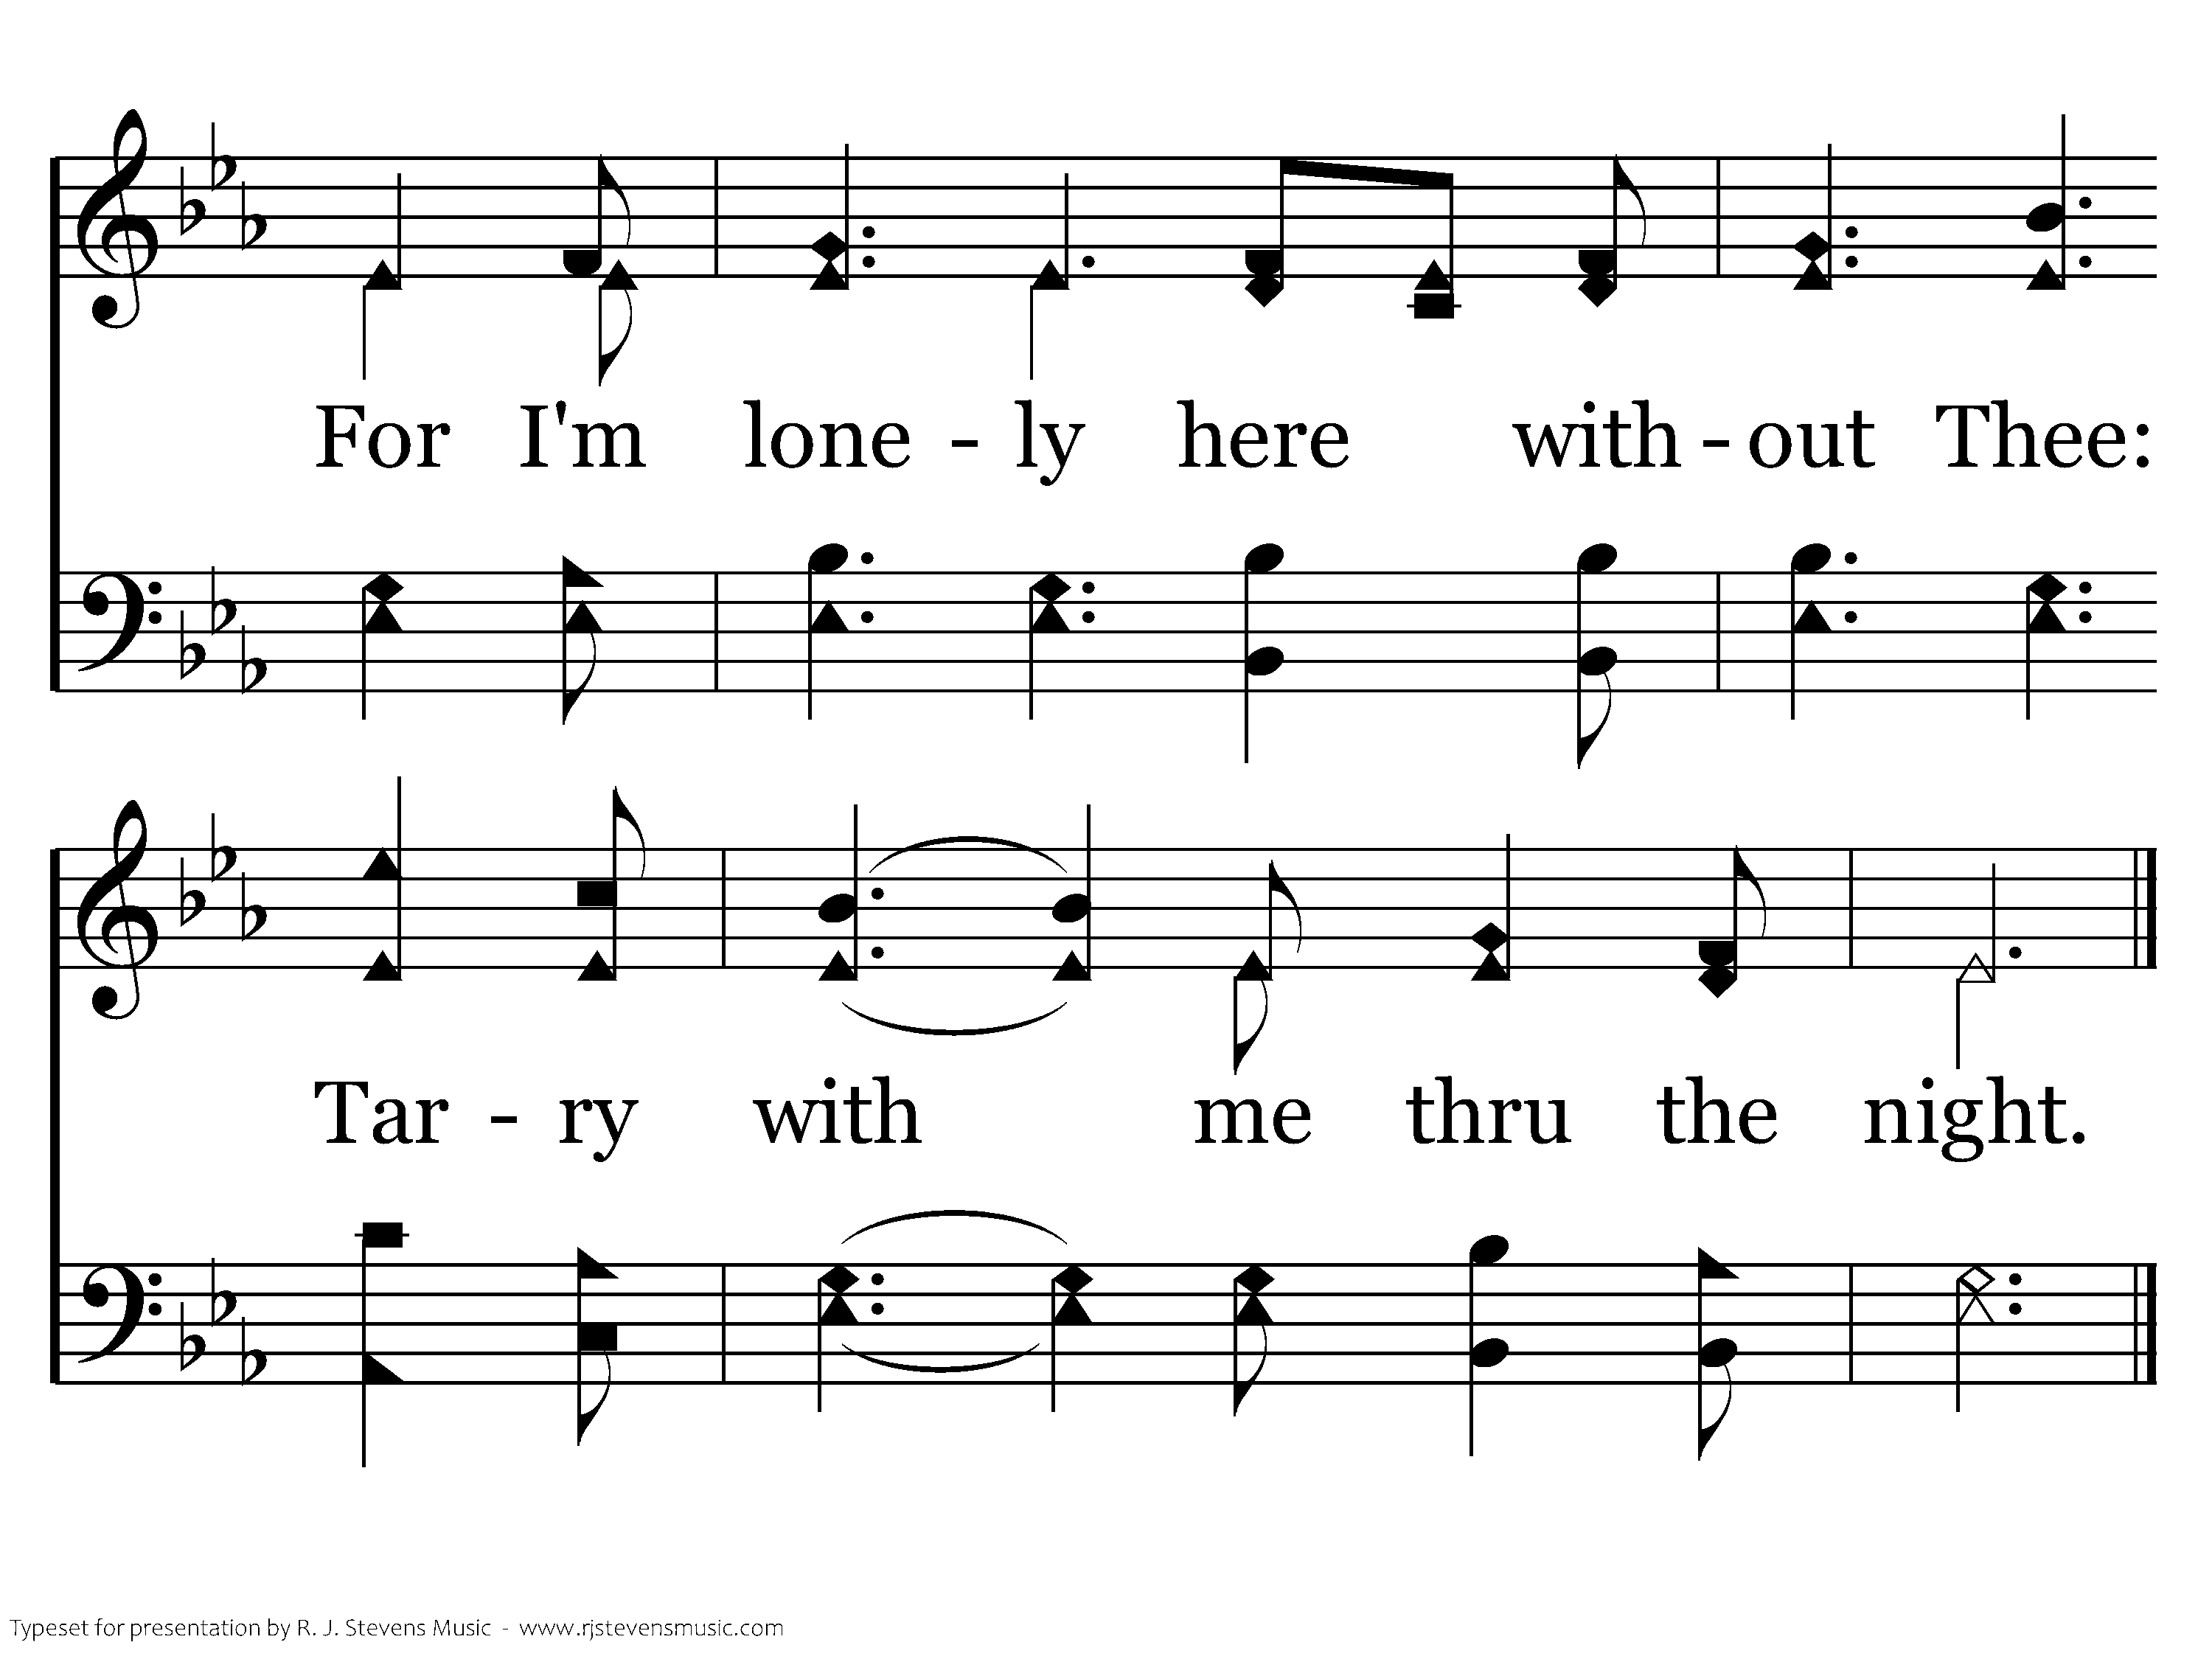 For I'm lone - ly here with - out Thee:
Tar - ry with me thru the night.
Typeset for presentation by R. J. Stevens Music - www.rjstevensmusic.com